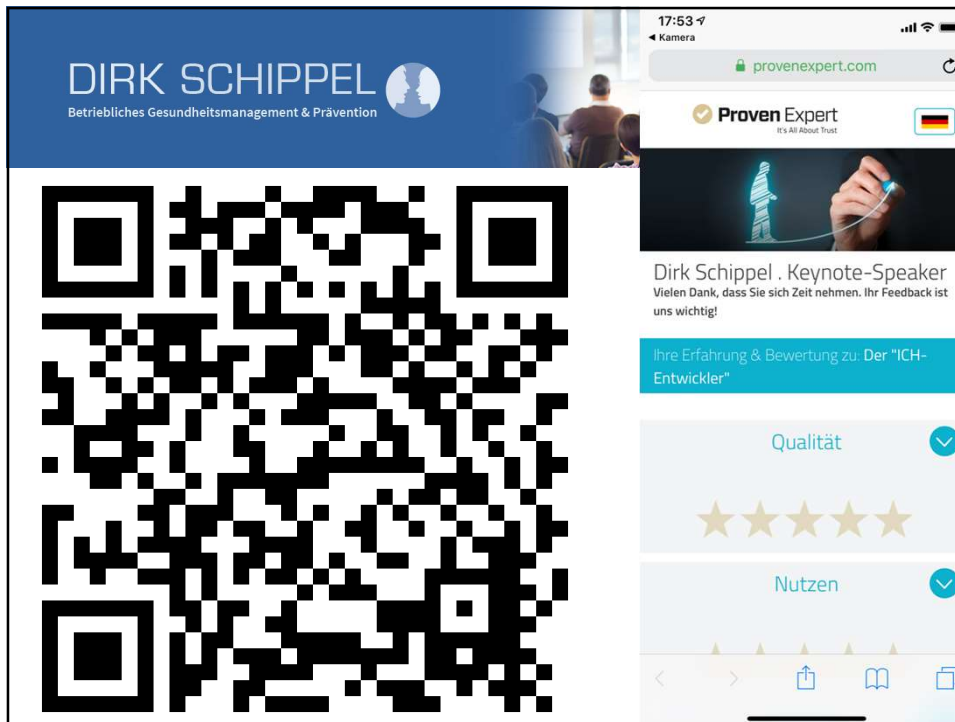 DIRK SCHIPPEL
Betriebliches Gesundheitsmanagement & Prävention
17:53
◀ Kamera
provenexpert.com
Proven Expert
It's All About Trust
Dirk Schippel . Keynote-Speaker
Vielen Dank, dass Sie sich Zeit nehmen. Ihr Feedback ist
uns wichtig!
Ihre Erfahrung & Bewertung zu: Der "ICH-
Entwickler"
Qualität
Nutzen